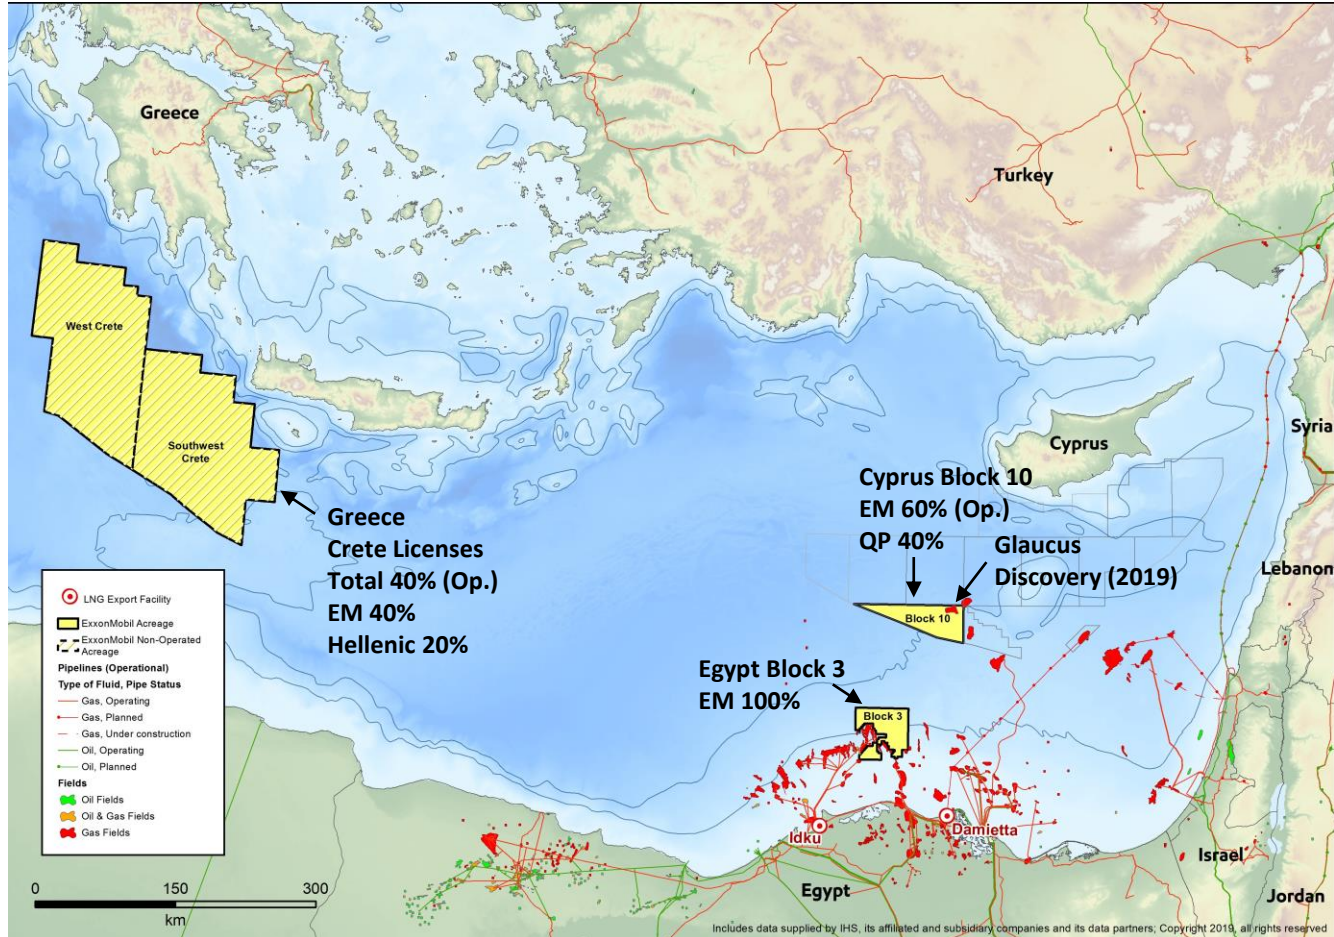 Greece
Turkey
West Crete
Southwest
Crete
Cyprus
Syria
Cyprus Block 10
EM 60% (Op.)
QP 40%
Glaucus
Discovery (2019)
Greece
Crete Licenses
Total 40% (Op.)
EM 40%
Hellenic 20%
Lebanon
Block 10
Egypt Block 3
EM 100%
Block 3
LNG Export Facility
ExxonMobil Acreage
ExxonMobil Non-Operated
Acreage
Pipelines (Operational)
Type of Fluid, Pipe Status
Gas, Operating
Gas, Planned
Gas, Under construction
Oil, Operating
Oil, Planned
Fields
Oil Fields
Oil & Gas Fields
Gas Fields
Idku
Damietta
Israel
Egypt
Jordan
0 150 300
km
Includes data supplied by IHS, its affiliated and subsidiary companies and its data partners; Copyright 2019, all rights reserved